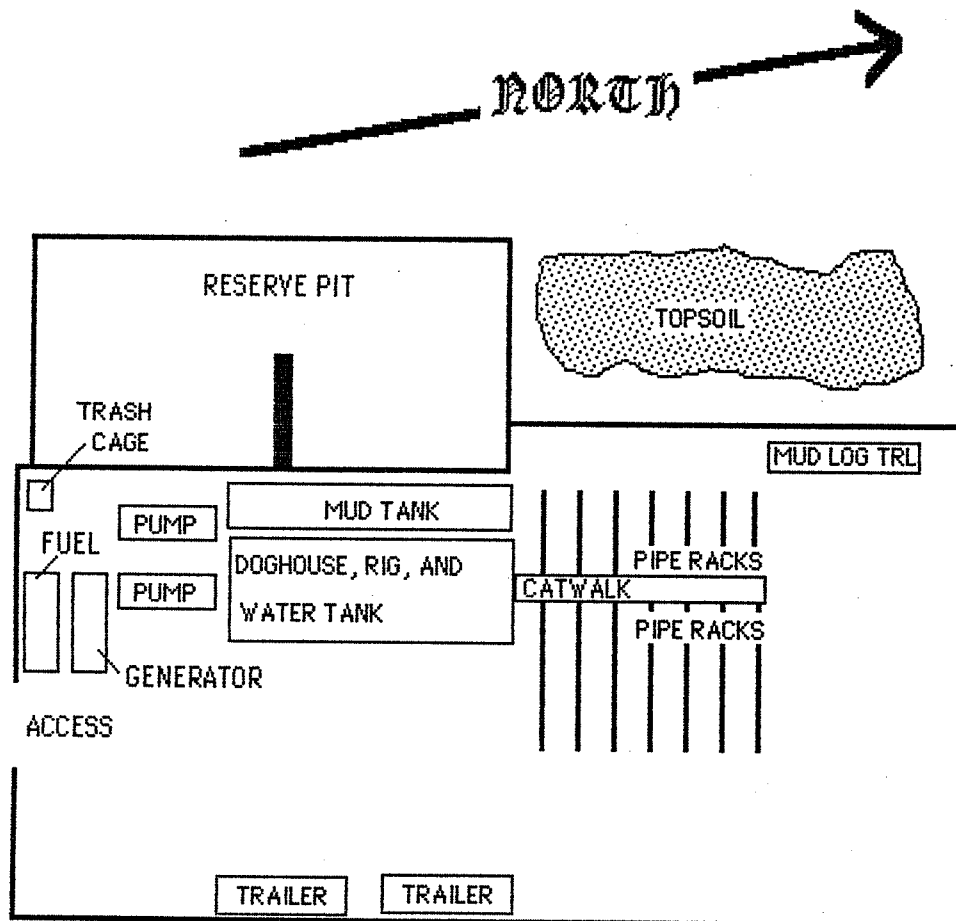 NORTH
RESERVE PIT
TOPSOIL
TRASH
CAGE
MUD LOG TRL
MUD TANK
PUMP
FUEL
DOGHOUSE, RIG, AND
WATER TANK
PIPE RACKS
PUMP
CATWALK
PIPE RACKS
GENERATOR
ACCESS
TRAILER
TRAILER